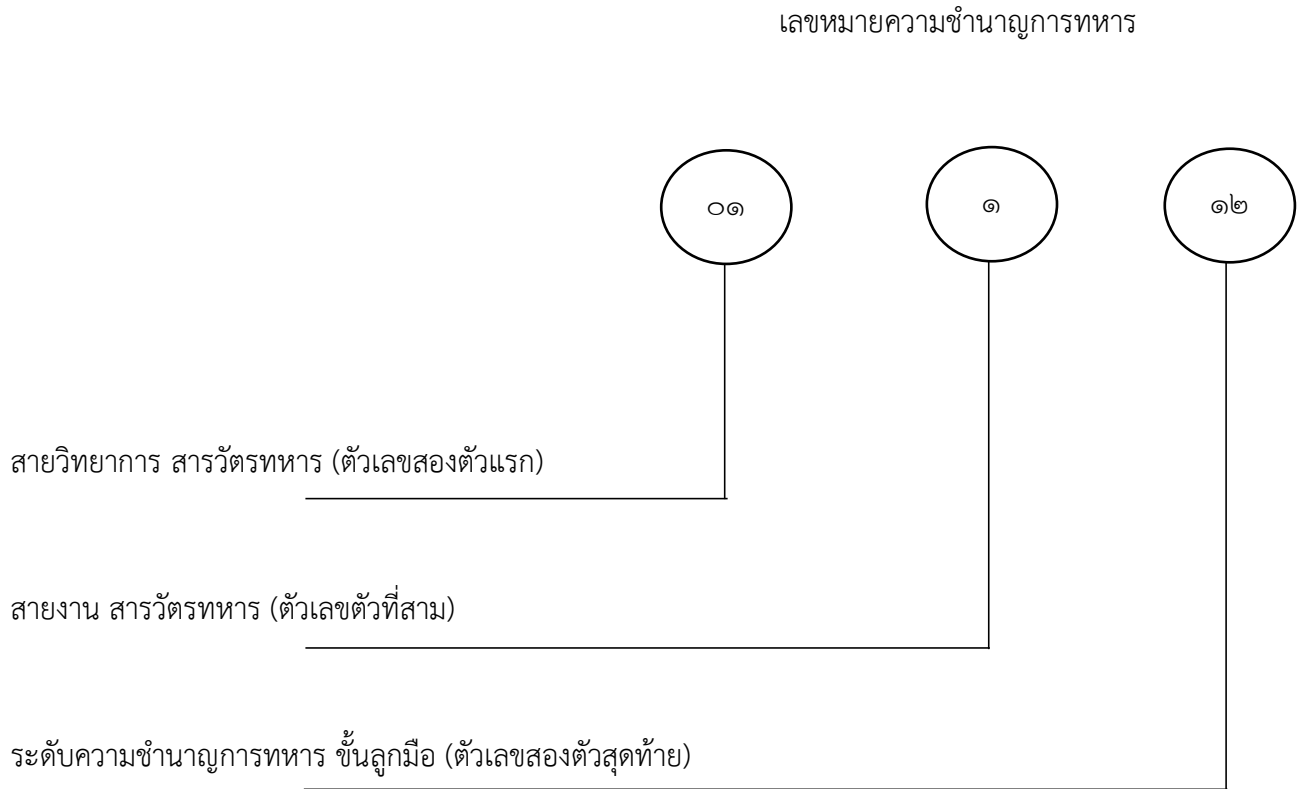 เลขหมายความชำนาญการทหาร
๐๑ ๑ ๑๒
สายวิทยาการ สารวัตรทหาร (ตัวเลขสองตัวแรก)
สายงาน สารวัตรทหาร (ตัวเลขตัวที่สาม)
ระดับความชำนาญการทหาร ขั้นลูกมือ (ตัวเลขสองตัวสุดท้าย)